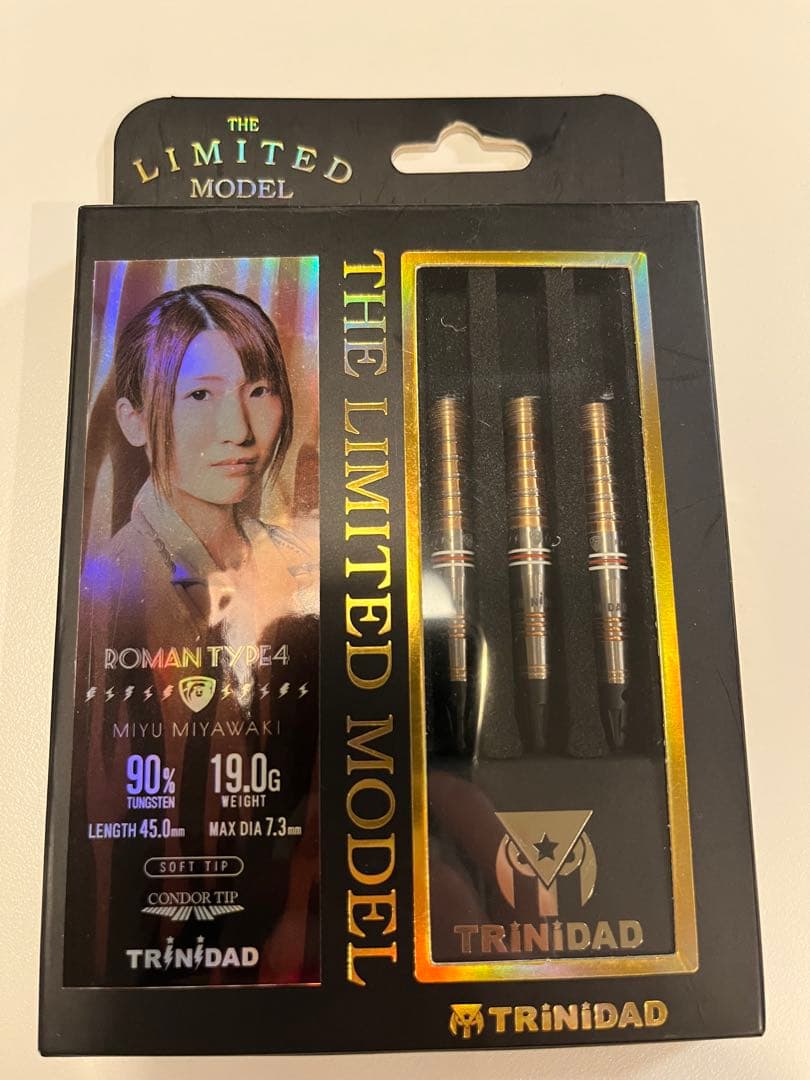 THE
LIMITED
MODEL
THE LIMITED MODEL
ROMAN TYPE4
MIYU MIYAWAKI
90%
TUNGSTEN
19.0G
WEIGHT
LENGTH 45.0mm
MAX DIA 7.3mm
SOFT TIP
CONDOR TIP
TRiNiDAD
TRiNiDAD
TRiNiDAD